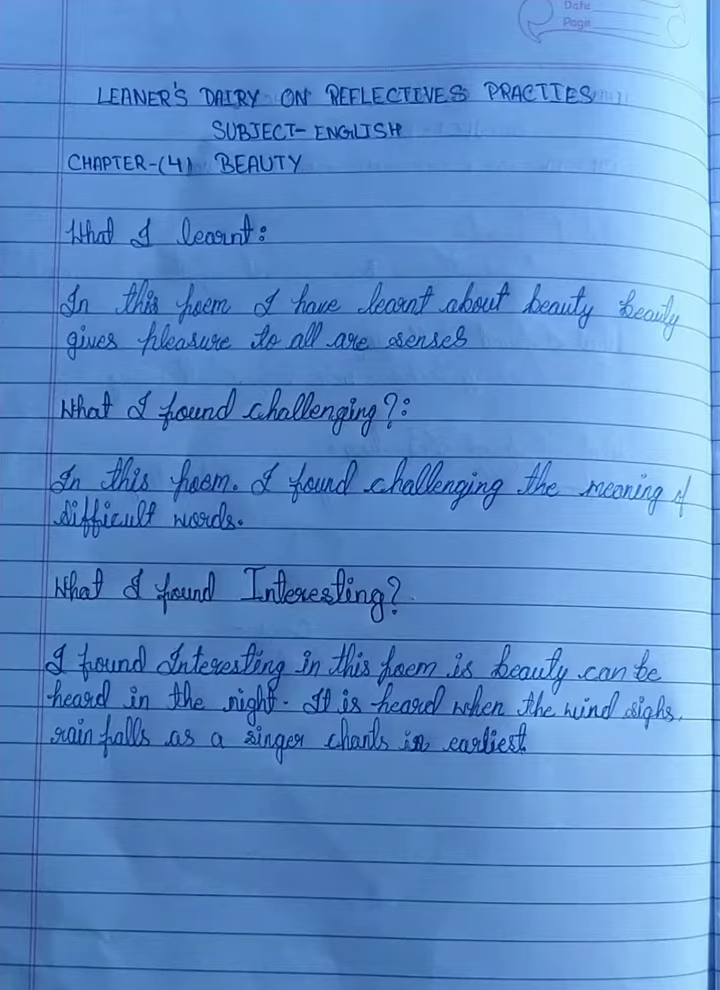 Date
Page
LEANER'S DAIRY ON REFLECTIVES PRACTIES
SUBJECT- ENGLISH
CHAPTER-(4) BEAUTY
What I learnt:
In this poem I have learnt about beauty beauty
gives pleasure to all are senses
What I found challenging?:
In this poem. I found challenging the meaning of
difficult words.
What I found Interesting?
I found Interesting in this poem is beauty can be
heard in the night. It is heard when the wind sighs,
rain falls as a singer chants in earliest